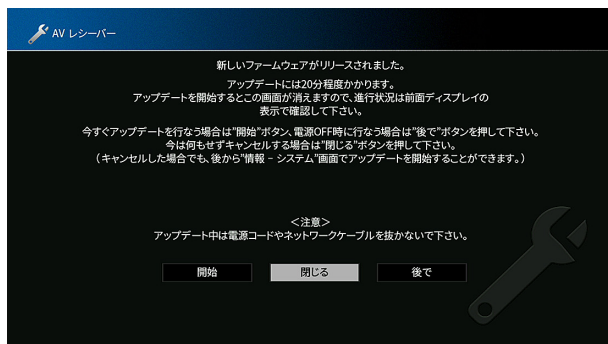 AV レシーバー
新しいファームウェアがリリースされました。
アップデートには20分程度かかります。
アップデートを開始するとこの画面が消えますので、進行状況は前面ディスプレイの
表示で確認して下さい。
今すぐアップデートを行なう場合は"開始"ボタン、電源OFF時に行なう場合は"後で"ボタンを押して下さい。
今は何もせずキャンセルする場合は"閉じる"ボタンを押して下さい。
（キャンセルした場合でも、後から"情報 – システム"画面でアップデートを開始することができます。）
＜注意＞
アップデート中は電源コードやネットワークケーブルを抜かないで下さい。
開始 閉じる 後で